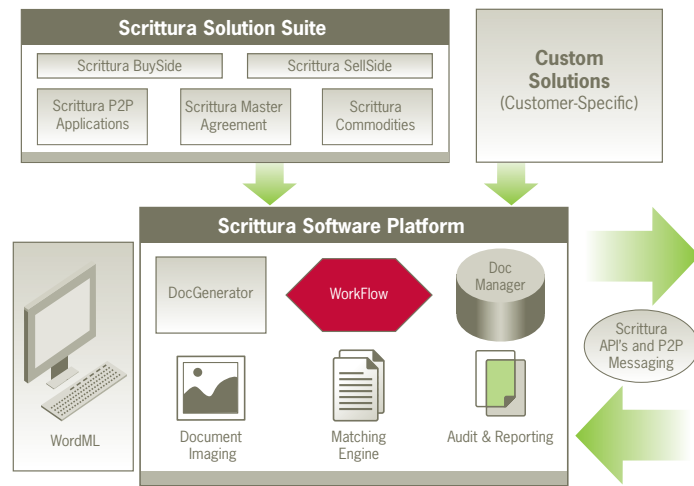 Scrittura Solution Suite
Scrittura BuySide
Scrittura SellSide
Scrittura P2P
Applications
Scrittura Master
Agreement
Scrittura
Commodities
Custom
Solutions
(Customer-Specific)
Scrittura Software Platform
DocGenerator
WorkFlow
Doc
Manager
Document
Imaging
Matching
Engine
Audit & Reporting
WordML
Scrittura
API's and P2P
Messaging